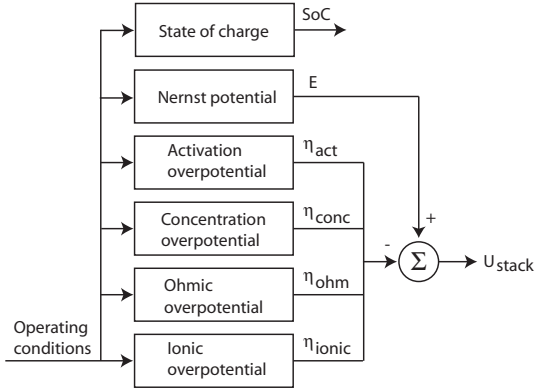 State of charge
SoC
Nernst potential
E
Activation
overpotential
ηact
Concentration
overpotential
ηconc
+
-
Σ
Ustack
Ohmic
overpotential
ηohm
Operating
conditions
Ionic
overpotential
ηionic